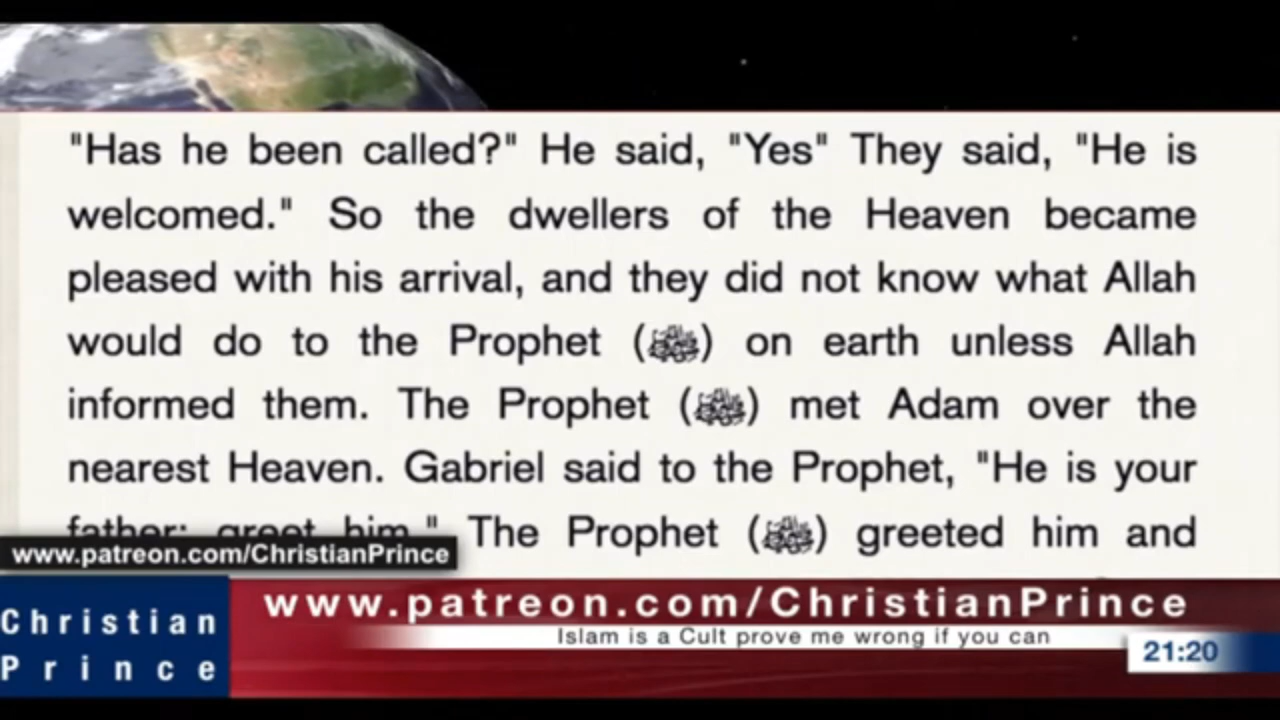 "Has he been called?" He said, "Yes" They said, "He is
welcomed." So the dwellers of the Heaven became
pleased with his arrival, and they did not know what Allah
would do to the Prophet (ﷺ) on earth unless Allah
informed them. The Prophet (ﷺ) met Adam over the
nearest Heaven. Gabriel said to the Prophet, "He is your
father; greet him." The Prophet (ﷺ) greeted him and
www.patreon.com/ChristianPrince
www.patreon.com/ChristianPrince
Christian
Prince
Islam is a Cult prove me wrong if you can
21:20